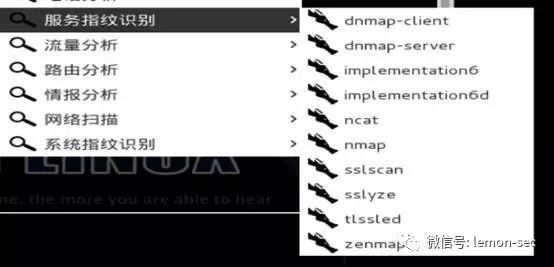 服务指纹识别
流量分析
路由分析
情报分析
网络扫描
系统指纹识别
dnmap-client
dnmap-server
implementation6
implementation6d
ncat
nmap
sslscan
sslyze
tlssled
zenmap
LINUX
me, the more you are able to hear
微信号: lemon-sec